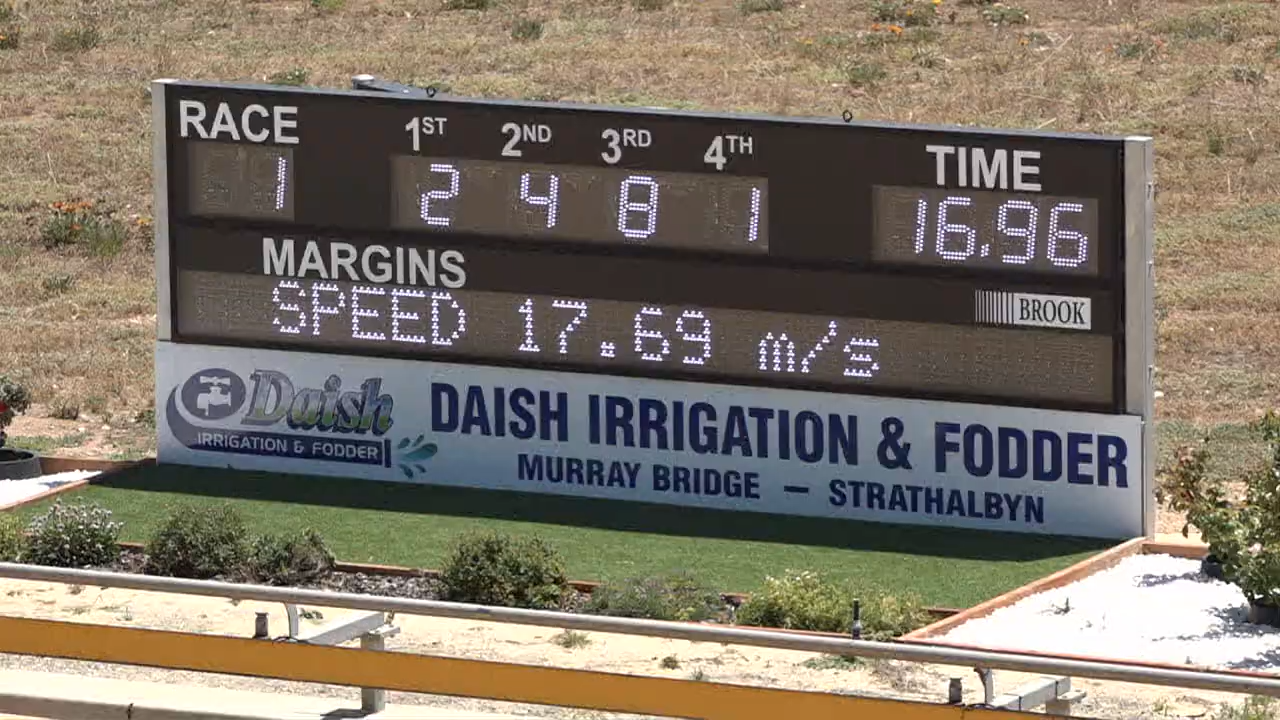 RACE 1ST 2ND 3RD 4TH TIME
1 2 4 8 1 16.96
MARGINS
BROOK
SPEED 17.69 m/s
Daish
IRRIGATION & FODDER
DAISH IRRIGATION & FODDER
MURRAY BRIDGE — STRATHALBYN